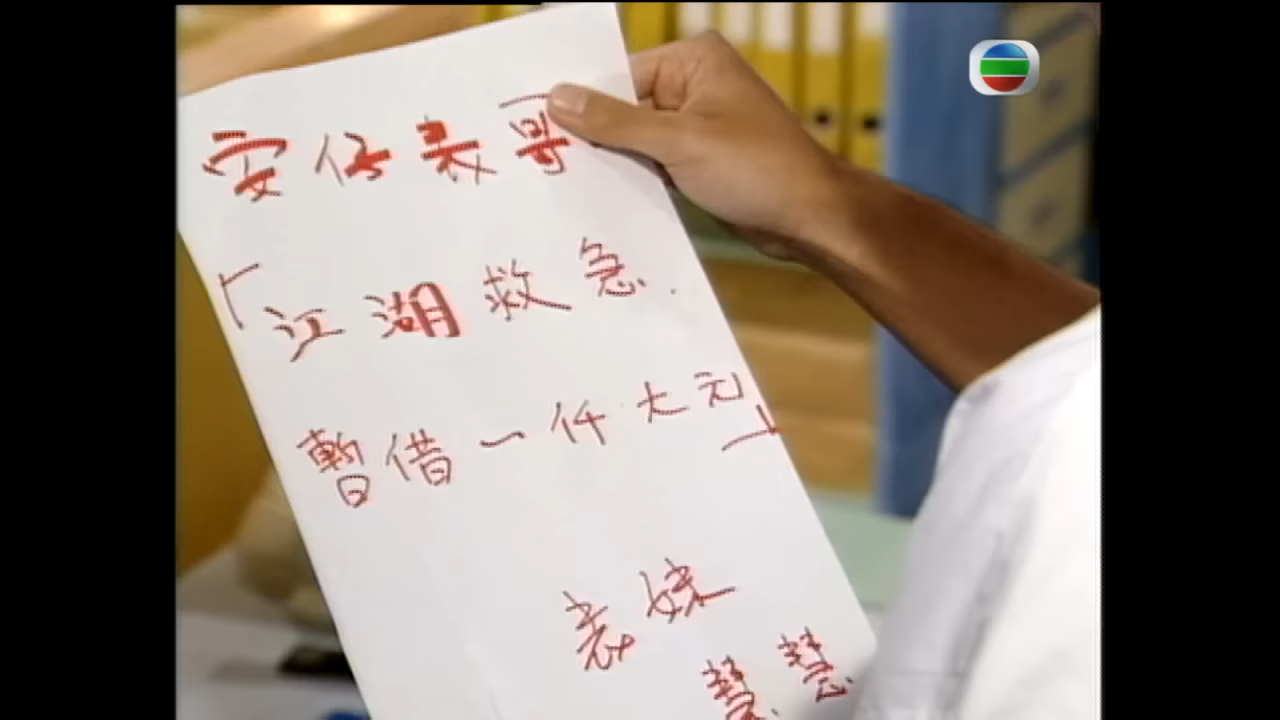 安仔表哥
「江湖救急.
暫借一仟大元」
表妹
慧慧